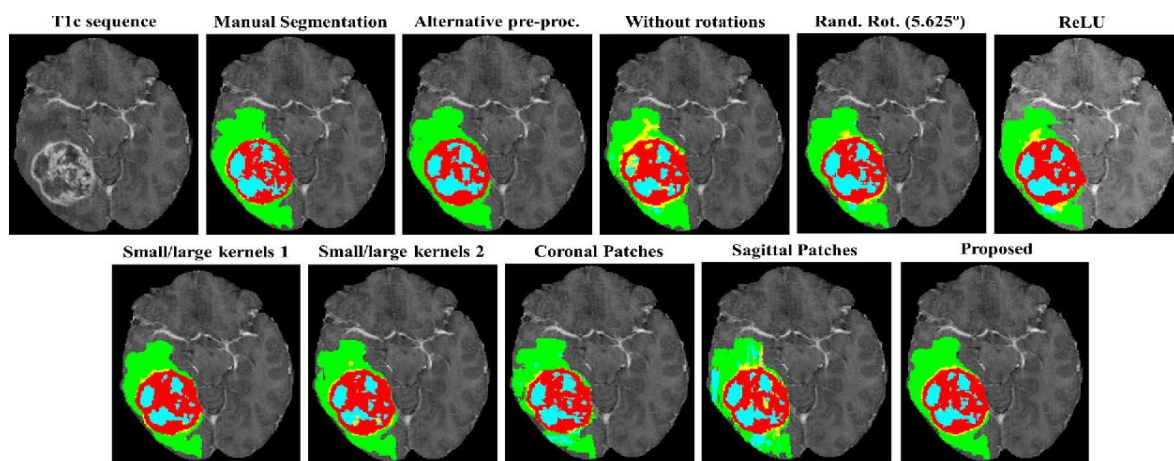 T1c sequence
Manual Segmentation
Alternative pre-proc.
Without rotations
Rand. Rot. (5.625º)
ReLU
Small/large kernels 1
Small/large kernels 2
Coronal Patches
Sagittal Patches
Proposed